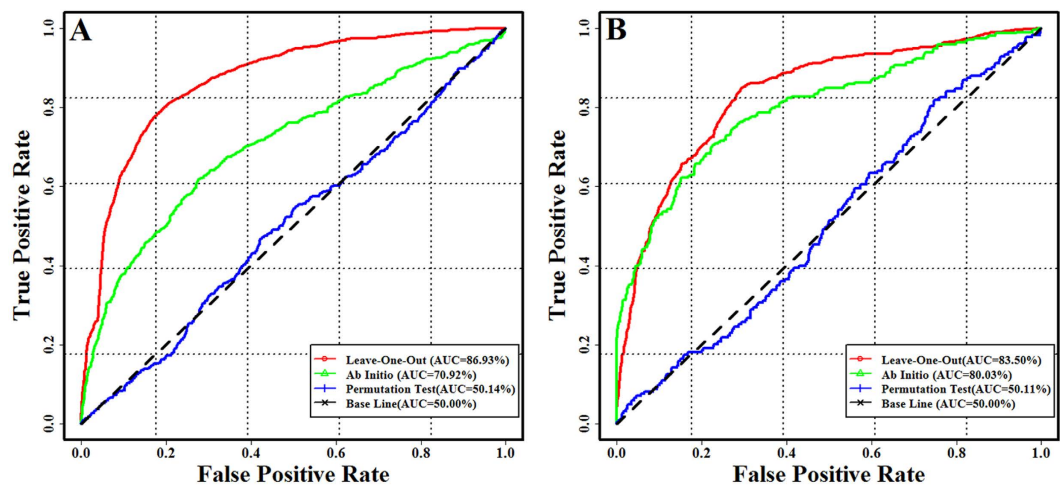 A
True Positive Rate
1.0
0.8
0.6
0.4
0.2
0.0
Leave-One-Out (AUC=86.93%)
Ab Initio (AUC=70.92%)
Permutation Test(AUC=50.14%)
Base Line(AUC=50.00%)
0.0 0.2 0.4 0.6 0.8 1.0
False Positive Rate
B
True Positive Rate
1.0
0.8
0.6
0.4
0.2
0.0
Leave-One-Out(AUC=83.50%)
Ab Initio (AUC=80.03%)
Permutation Test(AUC=50.11%)
Base Line (AUC=50.00%)
0.0 0.2 0.4 0.6 0.8 1.0
False Positive Rate